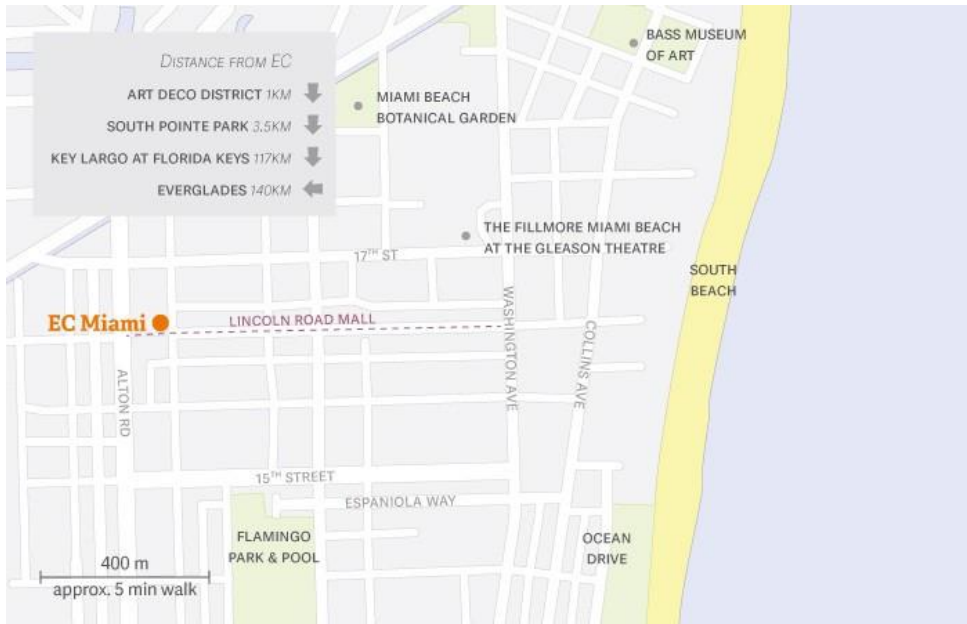 DISTANCE FROM EC
ART DECO DISTRICT 1KM
SOUTH POINTE PARK 3.5KM
KEY LARGO AT FLORIDA KEYS 117KM
EVERGLADES 140KM
BASS MUSEUM
OF ART
MIAMI BEACH
BOTANICAL GARDEN
THE FILLMORE MIAMI BEACH
AT THE GLEASON THEATRE
17TH ST
SOUTH
BEACH
EC Miami
LINCOLN ROAD MALL
WASHINGTON AVE
COLLINS AVE
ALTON RD
15TH STREET
ESPANIOLA WAY
FLAMINGO
PARK & POOL
OCEAN
DRIVE
400 m
approx. 5 min walk